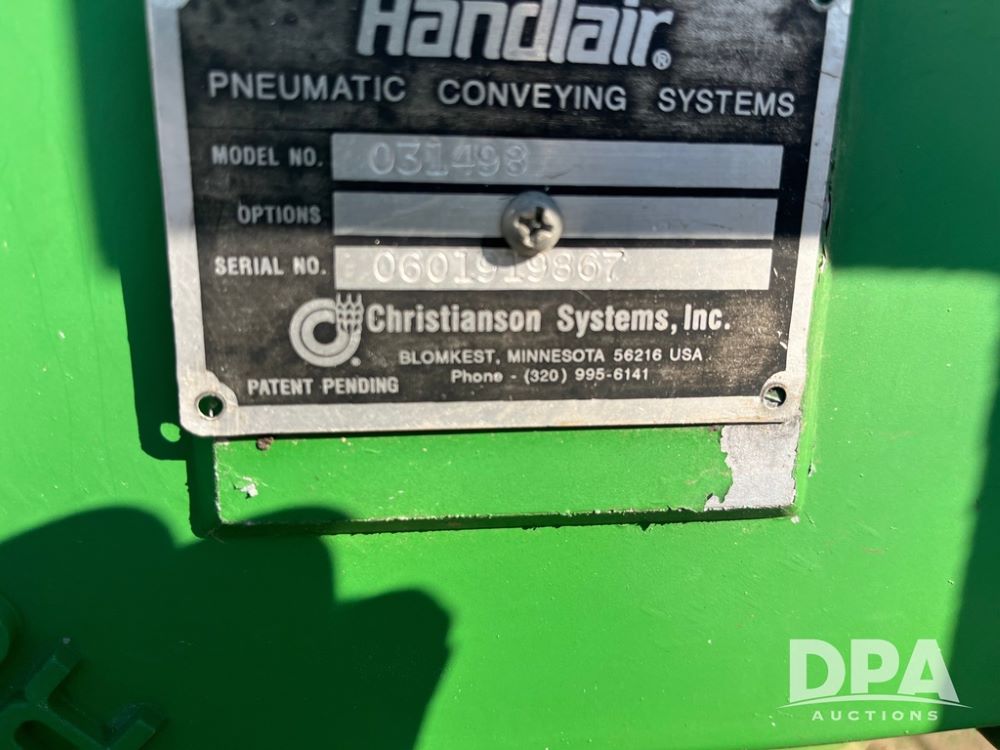 Handlair®
PNEUMATIC CONVEYING SYSTEMS
MODEL NO. 031498
OPTIONS
SERIAL NO. 0601919867
Christianson Systems, Inc.
BLOMKEST, MINNESOTA 56216 USA
PATENT PENDING Phone - (320) 995-6141
DPA
AUCTIONS